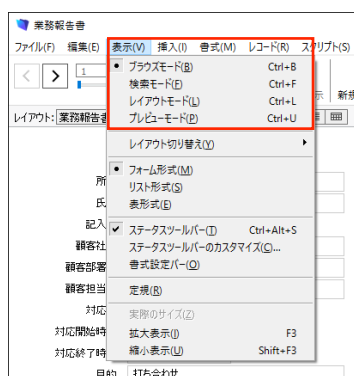 業務報告書
ファイル(F) 編集(E) 表示(V) 挿入(I) 書式(M) レコード(R) スクリプト(S)
1
ブラウズモード(B) Ctrl+B
検索モード(F) Ctrl+F
レイアウトモード(L) Ctrl+L
プレビューモード(P) Ctrl+U
示 新規
レイアウト: 業務報告書
レイアウト切り替え(Y)
フォーム形式(M)
リスト形式(S)
表形式(E)
所
氏
ステータスツールバー(T) Ctrl+Alt+S
記入
ステータスツールバーのカスタマイズ(C)...
顧客社
書式設定バー(O)
顧客部署
定規(R)
顧客担当
実際のサイズ(Z)
対応
拡大表示(I) F3
対応開始時
縮小表示(U) Shift+F3
対応終了時
目的 打ち合わせ